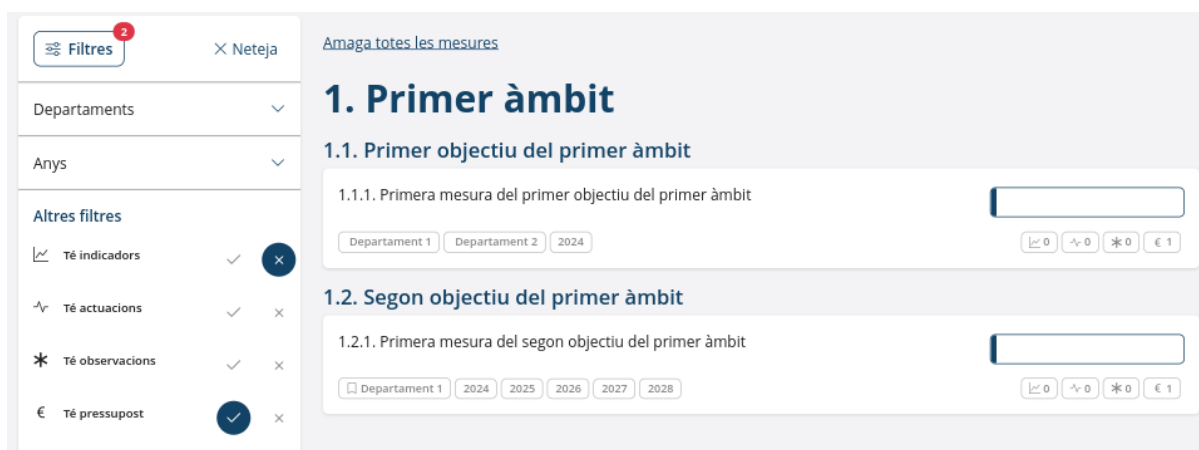 Filtres
2
Neteja
Departaments
Anys
Altres filtres
Té indicadors
Té actuacions
Té observacions
Té pressupost
Amaga totes les mesures
1. Primer àmbit
1.1. Primer objectiu del primer àmbit
1.1.1. Primera mesura del primer objectiu del primer àmbit
Departament 1 Departament 2 2024
0 0 0 € 1
1.2. Segon objectiu del primer àmbit
1.2.1. Primera mesura del segon objectiu del primer àmbit
Departament 1 2024 2025 2026 2027 2028
0 0 0 € 1